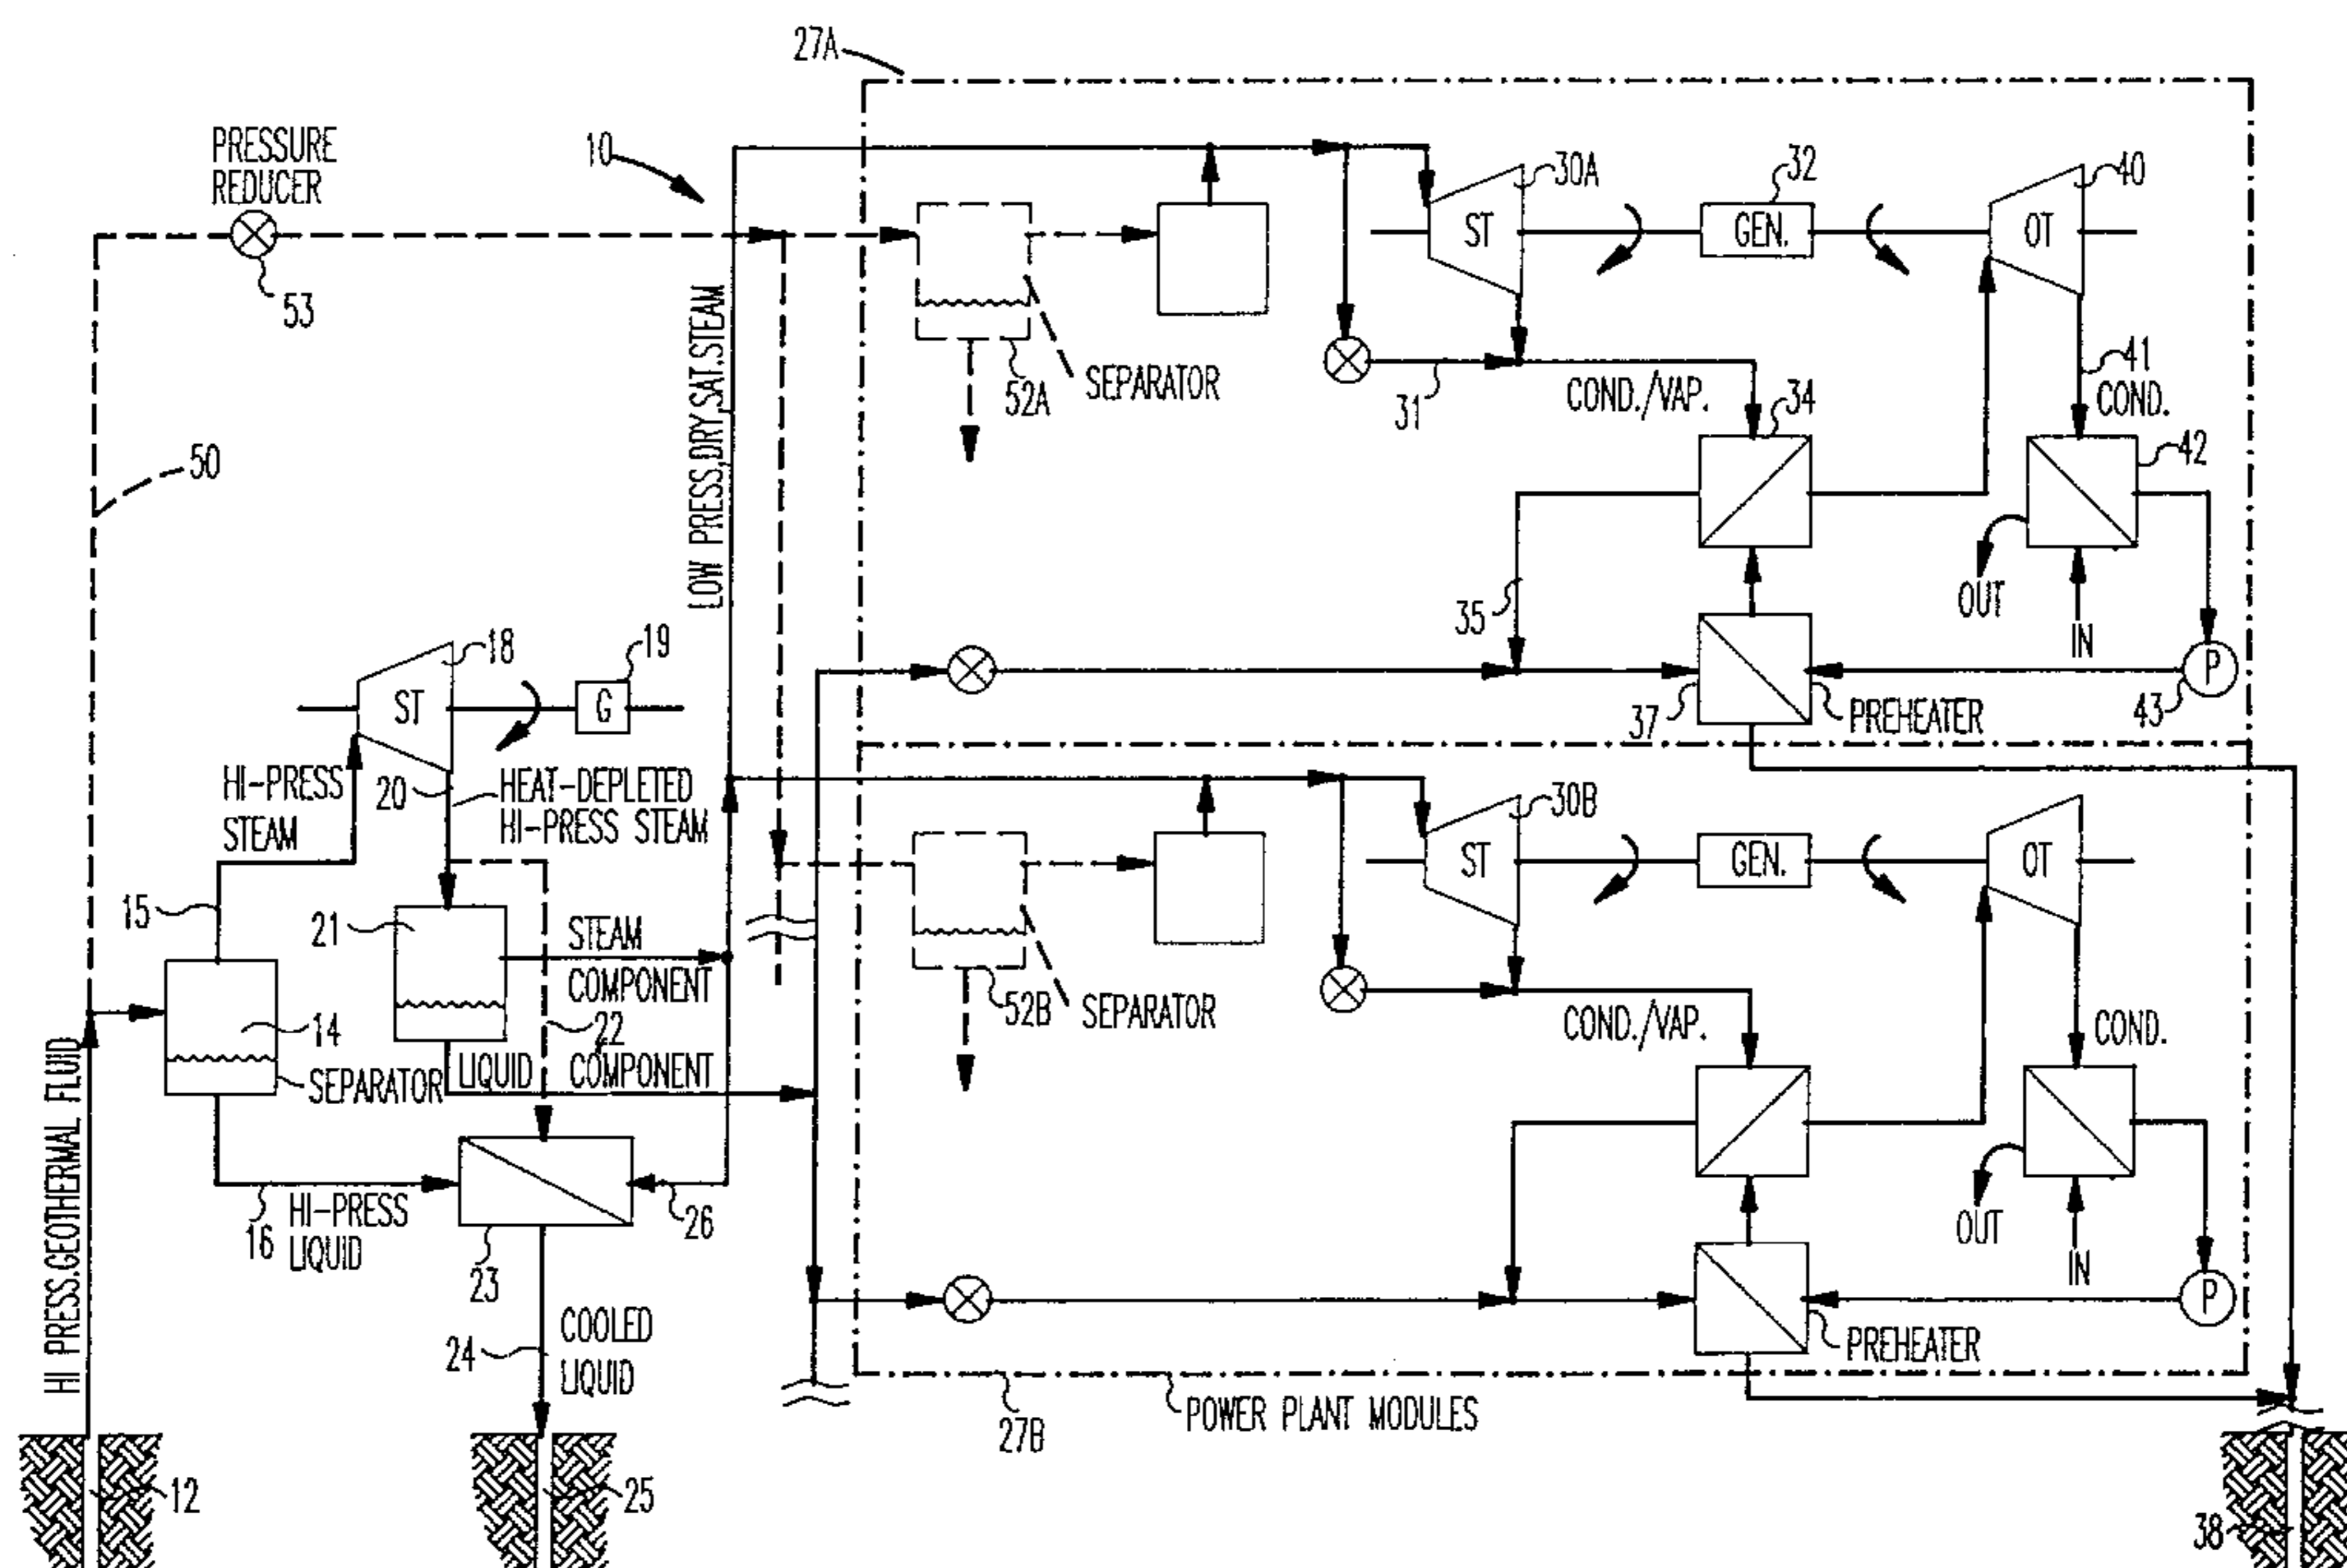 27A
PRESSURE
REDUCER
10
53
50
LOW PRESS,DRY,SAT.STEAM
52A
SEPARATOR
31
ST
30A
32
GEN.
OT
40
COND./VAP.
34
41
COND.
42
35
OUT
IN
37
PREHEATER
P
43
18
ST
19
G
HI-PRESS
STEAM
20
HEAT-DEPLETED
HI-PRESS STEAM
15
21
STEAM
COMPONENT
14
SEPARATOR
22
LIQUID COMPONENT
HI PRESS.GEOTHERMAL FLUID
16
HI-PRESS
LIQUID
23
26
24
COOLED
LIQUID
12
25
52B
SEPARATOR
ST
30B
GEN.
OT
COND./VAP.
COND.
OUT
IN
P
PREHEATER
27B
POWER PLANT MODULES
38